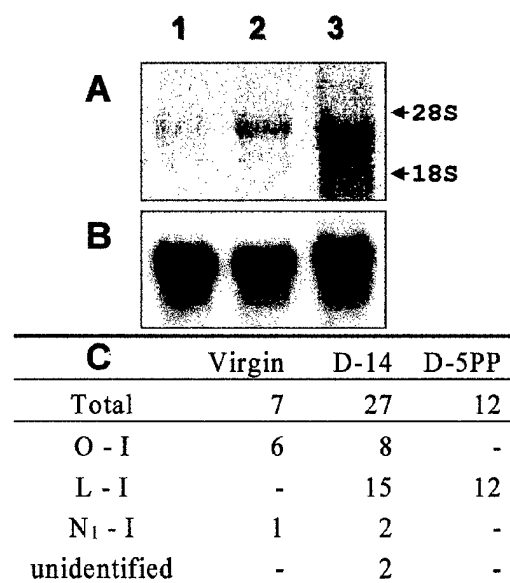 1 2 3
A
←28S
←18S
B
C Virgin D-14 D-5PP
Total 7 27 12
O - I 6 8 -
L - I - 15 12
N₁ - I 1 2 -
unidentified - 2 -